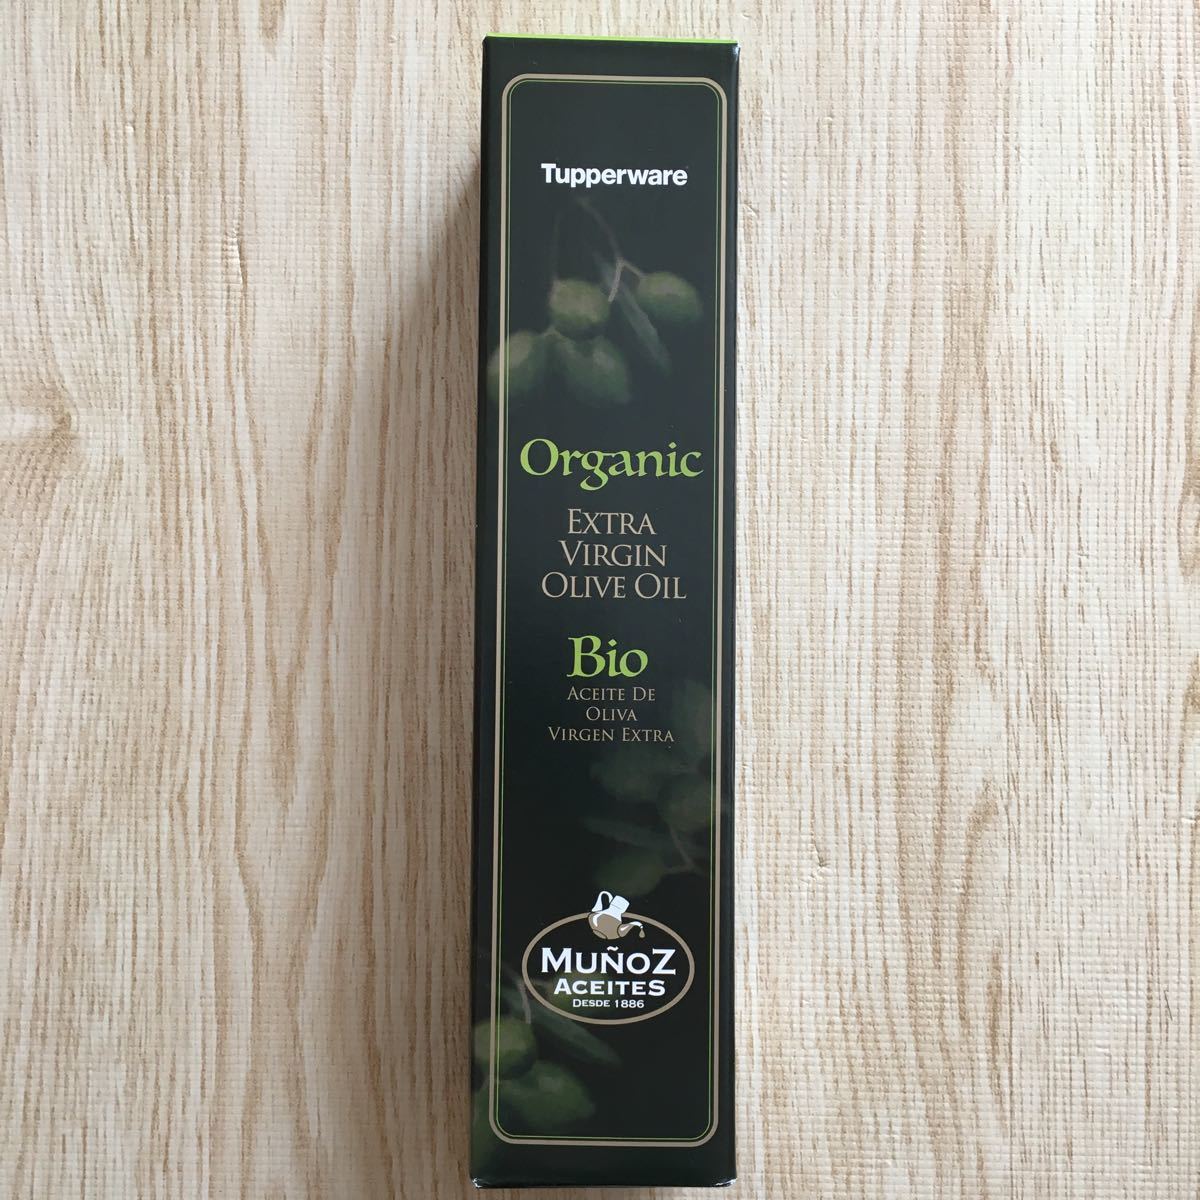 Tupperware
Organic
EXTRA
VIRGIN
OLIVE OIL
Bio
ACEITE DE
OLIVA
VIRGEN EXTRA
MUÑOZ
ACEITES
DESDE 1886